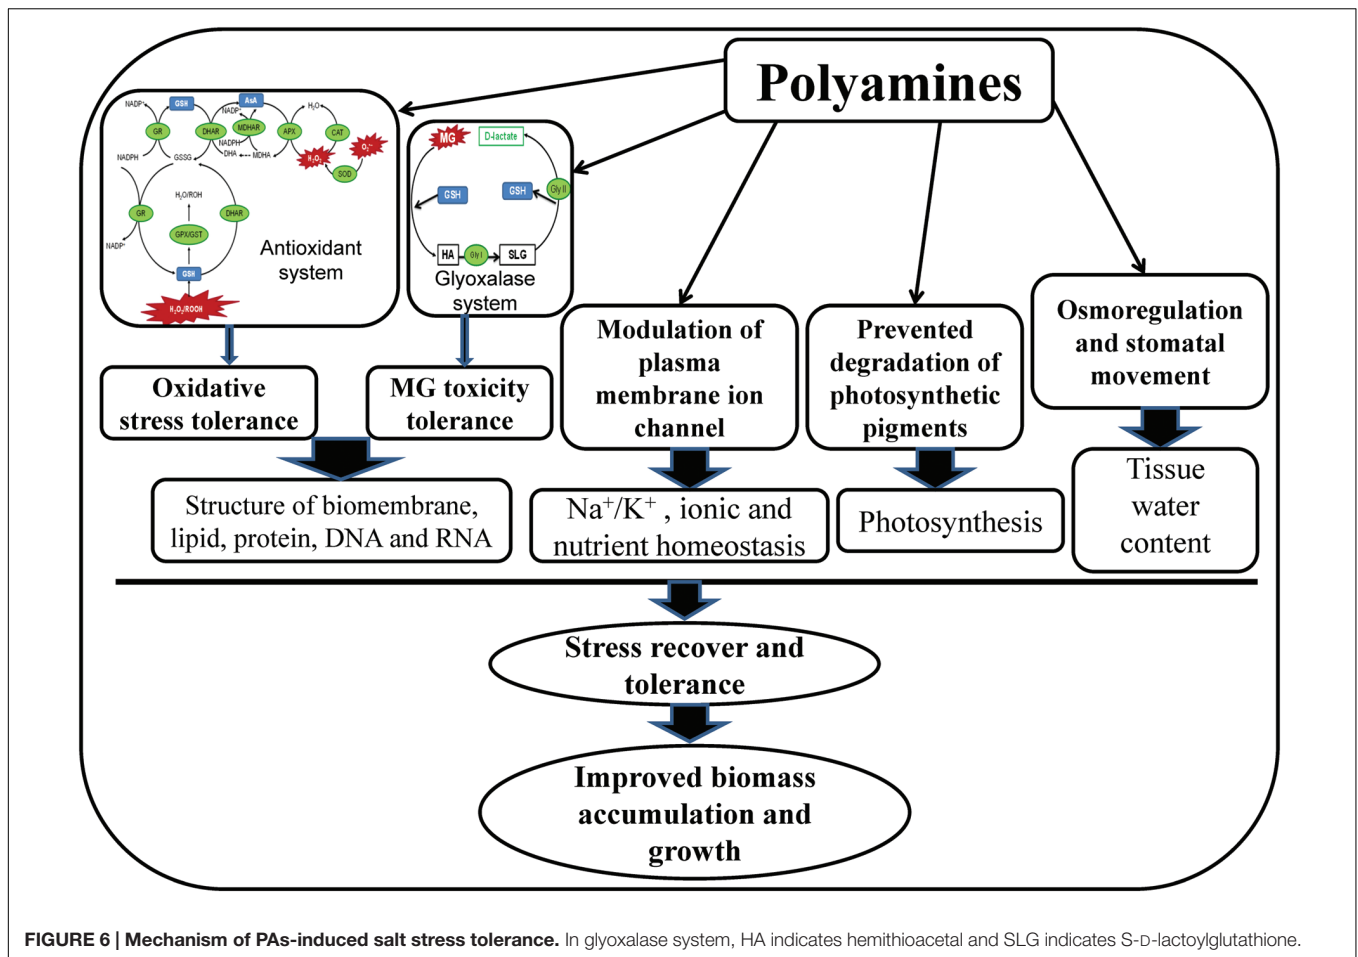 Polyamines
NADP⁺
GSH
AsA
NADP⁺
H₂O
GR
DHAR
MDHAR
APX
CAT
O₂⁻
NADPH
DHA
MDHA
H₂O₂
SOD
NADPH
GSSG
H₂O/ROH
GR
DHAR
GPX/GST
NADP⁺
GSH
H₂O₂/ROOH
Antioxidant
system
MG
D-lactate
GSH
GSH
Gly II
HA
Gly I
SLG
Glyoxalase
system
Oxidative
stress tolerance
MG toxicity
tolerance
Modulation of
plasma
membrane ion
channel
Prevented
degradation of
photosynthetic
pigments
Osmoregulation
and stomatal
movement
Structure of biomembrane,
lipid, protein, DNA and RNA
Na⁺/K⁺ , ionic and
nutrient homeostasis
Photosynthesis
Tissue
water
content
Stress recover and
tolerance
Improved biomass
accumulation and
growth
FIGURE 6 | Mechanism of PAs-induced salt stress tolerance. In glyoxalase system, HA indicates hemithioacetal and SLG indicates S-D-lactoylglutathione.